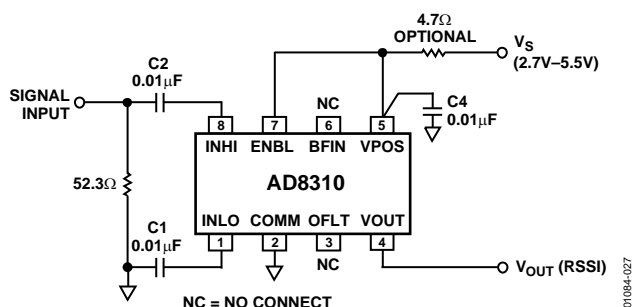 4.7Ω
OPTIONAL
VS
(2.7V–5.5V)
C2
0.01μF
SIGNAL
INPUT
NC
C4
0.01μF
8
7
6
5
INHI
ENBL
BFIN
VPOS
52.3Ω
AD8310
C1
0.01μF
INLO
COMM
OFLT
VOUT
1
2
3
4
NC
VOUT (RSSI)
NC = NO CONNECT
01084-027